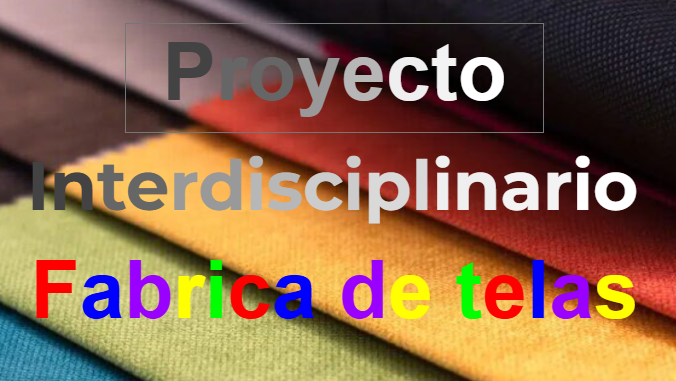 Proyecto
Interdisciplinario
Fabrica de telas